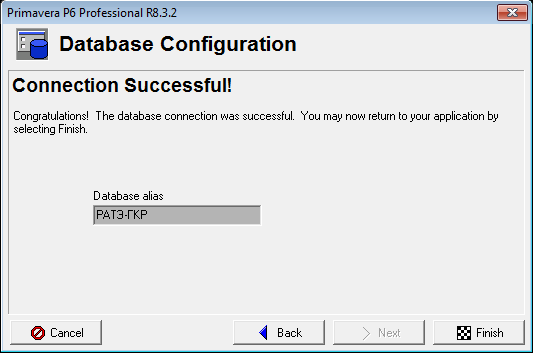 Primavera P6 Professional R8.3.2
Database Configuration
Connection Successful!
Congratulations!  The database connection was successful.  You may now return to your application by
selecting Finish.
Database alias
РАТЭ-ГКР
Cancel
Back
Next
Finish